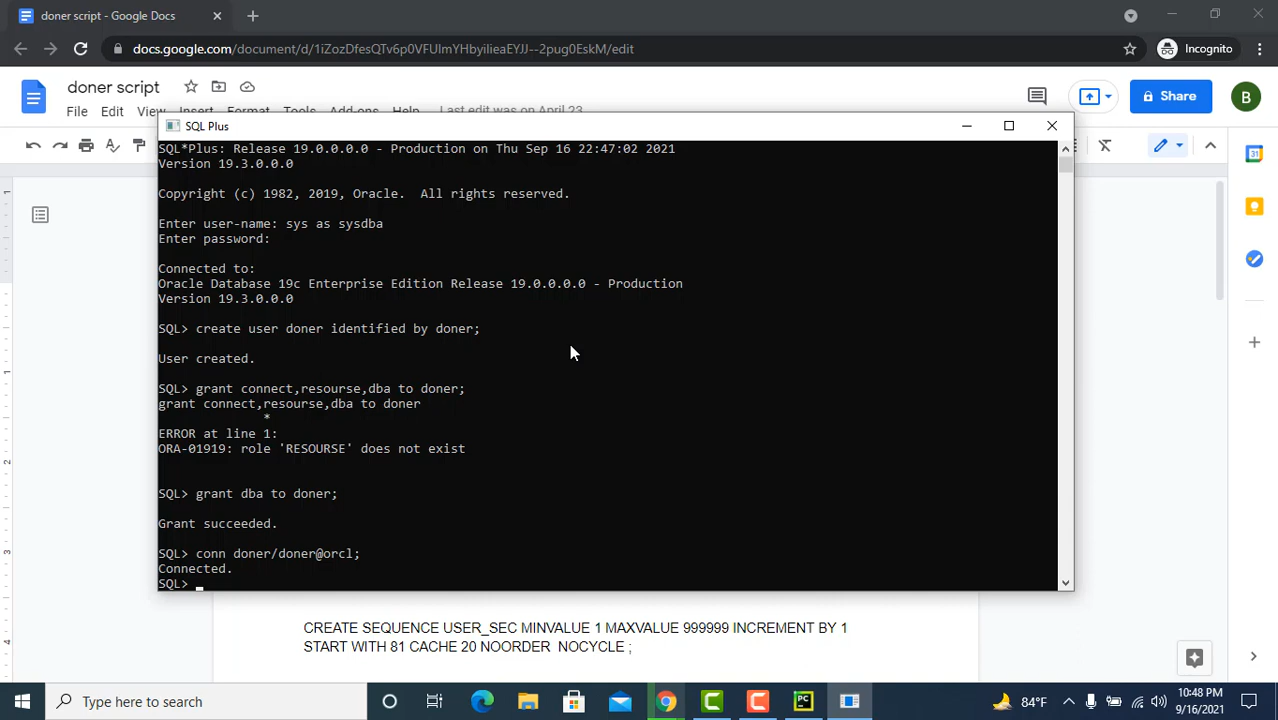 doner script - Google Docs
docs.google.com/document/d/1iZozDfesQTv6p0VFUlmYHbyilieaEYJJ--2pug0EskM/edit
Incognito
doner script
File Edit View Insert Format Tools Add-ons Help Last edit was on April 23
Share
B
SQL Plus
SQL*Plus: Release 19.0.0.0.0 - Production on Thu Sep 16 22:47:02 2021
Version 19.3.0.0.0
Copyright (c) 1982, 2019, Oracle.  All rights reserved.
Enter user-name: sys as sysdba
Enter password:
Connected to:
Oracle Database 19c Enterprise Edition Release 19.0.0.0.0 - Production
Version 19.3.0.0.0
SQL> create user doner identified by doner;
User created.
SQL> grant connect,resourse,dba to doner;
grant connect,resourse,dba to doner
*
ERROR at line 1:
ORA-01919: role 'RESOURSE' does not exist
SQL> grant dba to doner;
Grant succeeded.
SQL> conn doner/doner@orcl;
Connected.
SQL>
1
1
2
3
4
31
CREATE SEQUENCE USER_SEC MINVALUE 1 MAXVALUE 999999 INCREMENT BY 1
START WITH 81 CACHE 20 NOORDER  NOCYCLE ;
Type here to search
PC
84°F
10:48 PM
9/16/2021